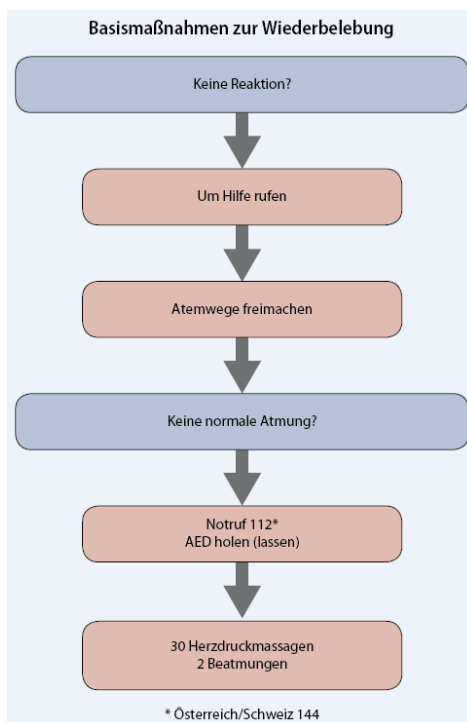 Basismaßnahmen zur Wiederbelebung
Keine Reaktion?
Um Hilfe rufen
Atemwege freimachen
Keine normale Atmung?
Notruf 112*
AED holen (lassen)
30 Herzdruckmassagen
2 Beatmungen
* Österreich/Schweiz 144